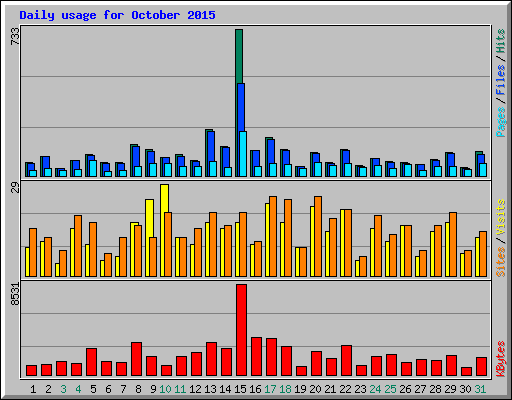 Daily usage for October 2015
733
Pages / Files / Hits
29
Sites / Visits
8531
KBytes
1 2 3 4 5 6 7 8 9 10 11 12 13 14 15 16 17 18 19 20 21 22 23 24 25 26 27 28 29 30 31